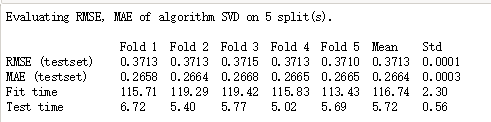 Evaluating RMSE, MAE of algorithm SVD on 5 split(s).
Fold 1 Fold 2 Fold 3 Fold 4 Fold 5 Mean Std
RMSE (testset) 0.3713 0.3713 0.3715 0.3713 0.3710 0.3713 0.0001
MAE (testset) 0.2658 0.2664 0.2668 0.2665 0.2665 0.2664 0.0003
Fit time 115.71 119.29 119.42 115.83 113.43 116.74 2.30
Test time 6.72 5.40 5.77 5.02 5.69 5.72 0.56